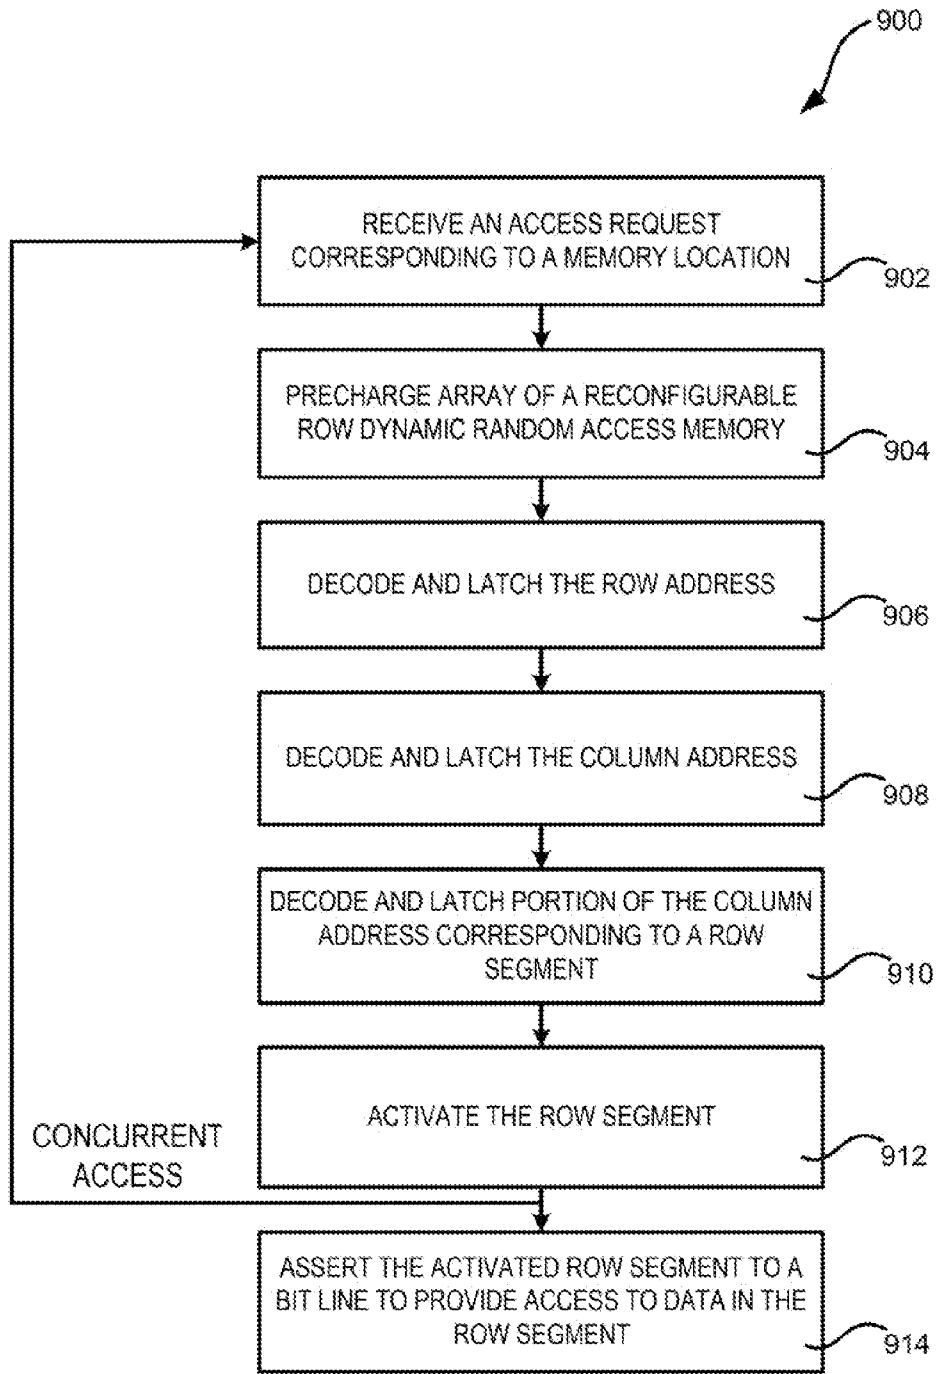 900
RECEIVE AN ACCESS REQUEST
CORRESPONDING TO A MEMORY LOCATION
902
PRECHARGE ARRAY OF A RECONFIGURABLE
ROW DYNAMIC RANDOM ACCESS MEMORY
904
DECODE AND LATCH THE ROW ADDRESS
906
DECODE AND LATCH THE COLUMN ADDRESS
908
DECODE AND LATCH PORTION OF THE COLUMN
ADDRESS CORRESPONDING TO A ROW
SEGMENT
910
ACTIVATE THE ROW SEGMENT
912
CONCURRENT
ACCESS
ASSERT THE ACTIVATED ROW SEGMENT TO A
BIT LINE TO PROVIDE ACCESS TO DATA IN THE
ROW SEGMENT
914